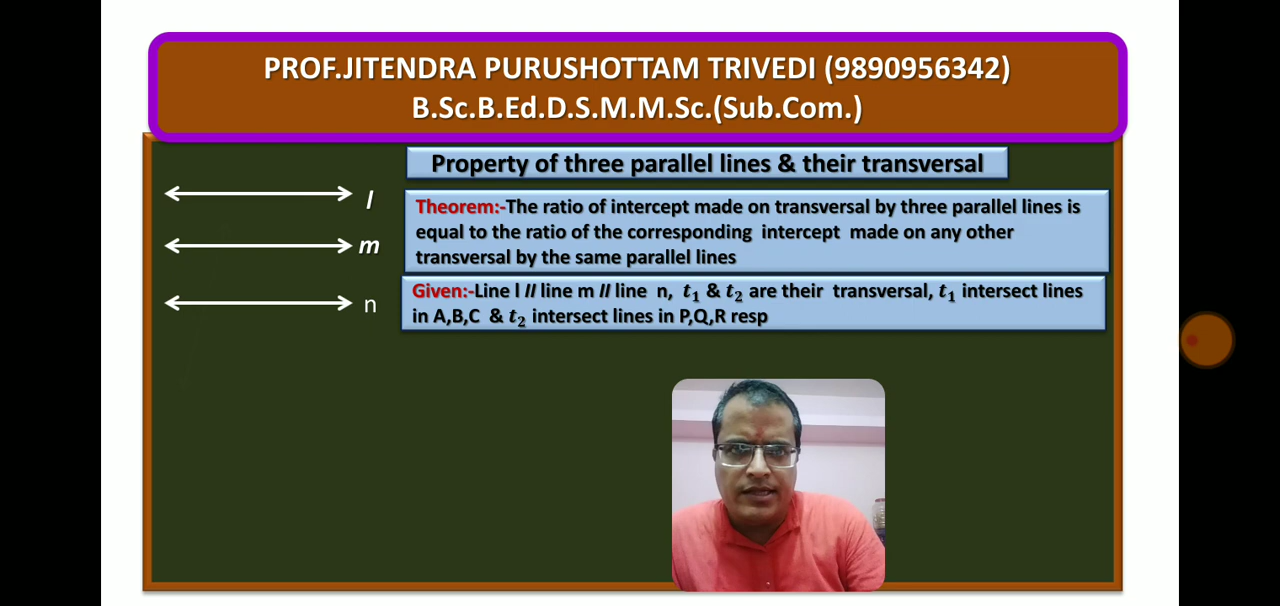 PROF.JITENDRA PURUSHOTTAM TRIVEDI (9890956342)
B.Sc.B.Ed.D.S.M.M.Sc.(Sub.Com.)
Property of three parallel lines & their transversal
l
m
n
Theorem:-The ratio of intercept made on transversal by three parallel lines is
equal to the ratio of the corresponding intercept made on any other
transversal by the same parallel lines
Given:-Line l // line m // line n, t₁ & t₂ are their transversal, t₁ intersect lines
in A,B,C & t₂ intersect lines in P,Q,R resp